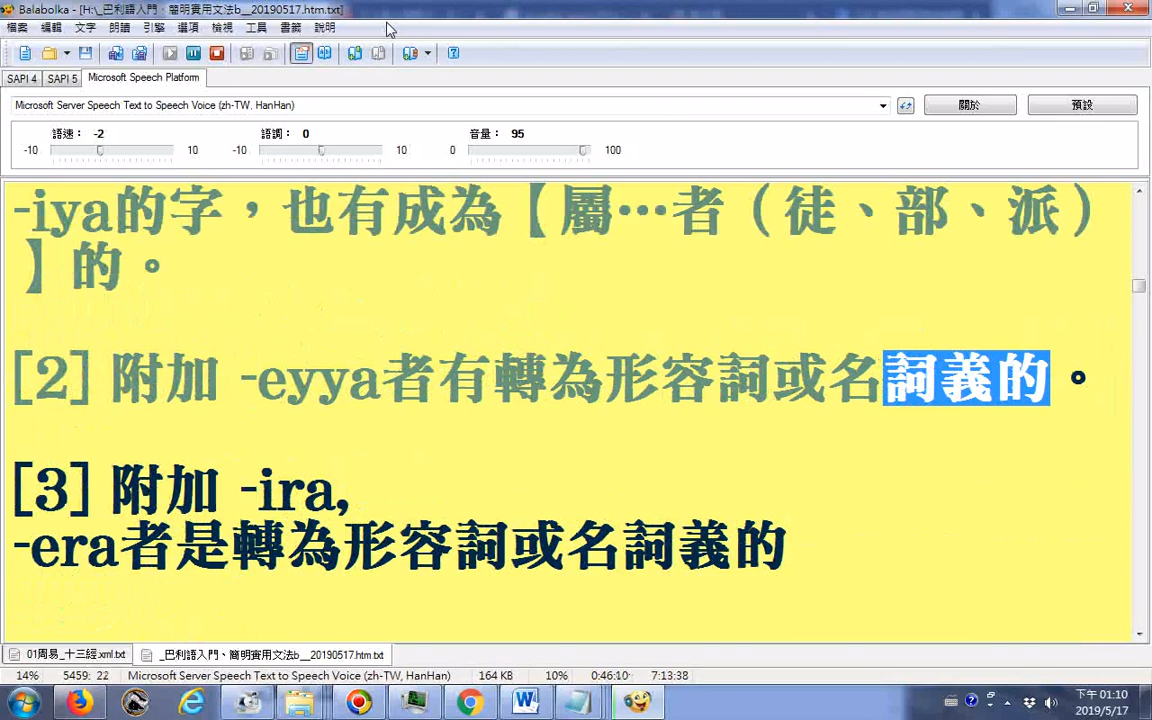 Balabolka - [H:\_巴利語入門、簡明實用文法b__20190517.htm.txt]
檔案 編輯 文字 朗讀 引擎 選項 檢視 工具 書籤 說明
SAPI 4 SAPI 5 Microsoft Speech Platform
Microsoft Server Speech Text to Speech Voice (zh-TW, HanHan) 關於 預設
語速： -2 語調： 0 音量： 95
-10 10 -10 10 0 100
-iya的字，也有成為【屬…者（徒、部、派）
】的。
[2] 附加 -eyya者有轉為形容詞或名詞義的。
[3] 附加 -ira,
-era者是轉為形容詞或名詞義的
01周易_十三經.xml.txt _巴利語入門、簡明實用文法b__20190517.htm.txt
14% 5459: 22 Microsoft Server Speech Text to Speech Voice (zh-TW, HanHan) 164 KB 10% 0:46:10 7:13:38
下午 01:10
2019/5/17